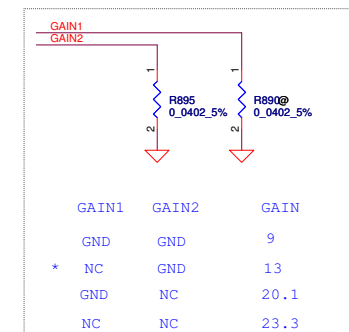 GAIN1
GAIN2
1
1
R895
0_0402_5%
R890@
0_0402_5%
2
2
GAIN1 GAIN2 GAIN
GND GND 9
* NC GND 13
GND NC 20.1
NC NC 23.3